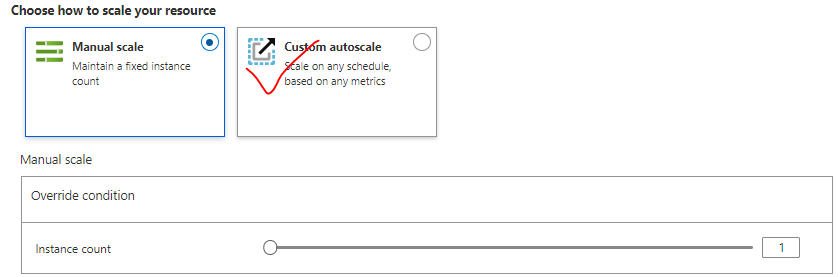 Choose how to scale your resource
Manual scale
Maintain a fixed instance
count
Custom autoscale
Scale on any schedule,
based on any metrics
Manual scale
Override condition
Instance count
1